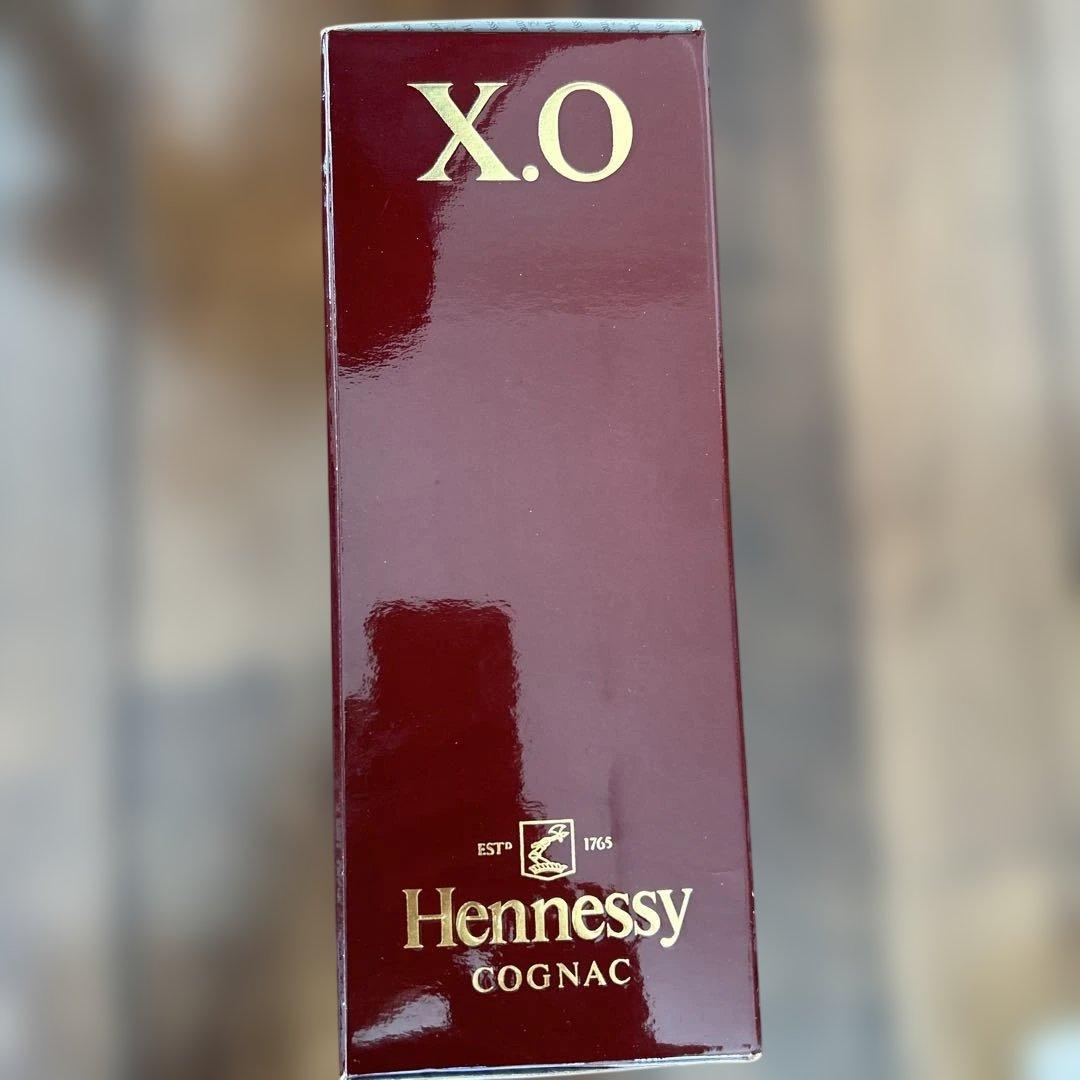 X.O
ESTD 1765
Hennessy
COGNAC